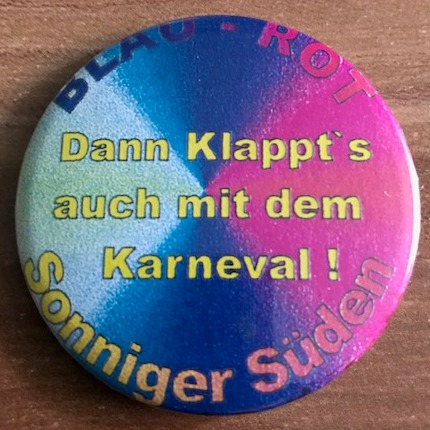 BLAU - ROT
Dann Klappt`s
auch mit dem
Karneval !
Sonniger Süden